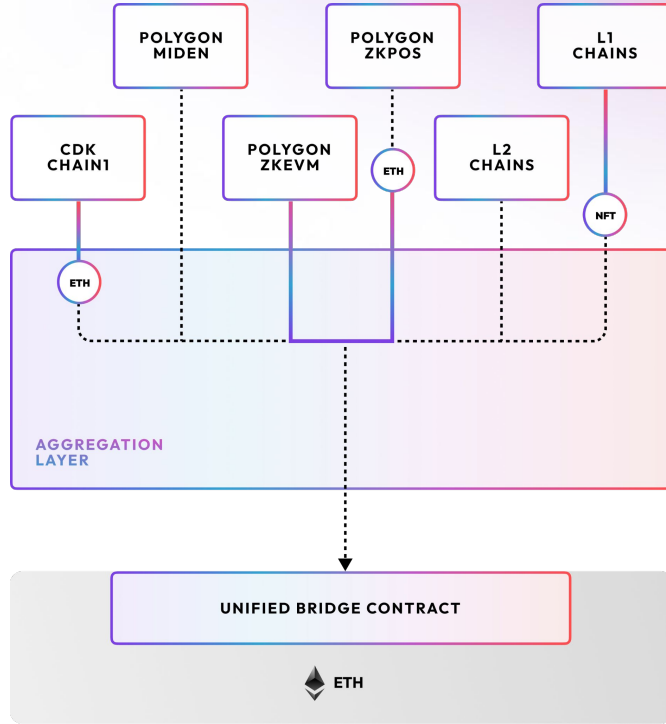 POLYGON
MIDEN
POLYGON
ZKPOS
L1
CHAINS
CDK
CHAIN1
POLYGON
ZKEVM
L2
CHAINS
ETH
NFT
ETH
AGGREGATION
LAYER
UNIFIED BRIDGE CONTRACT
ETH